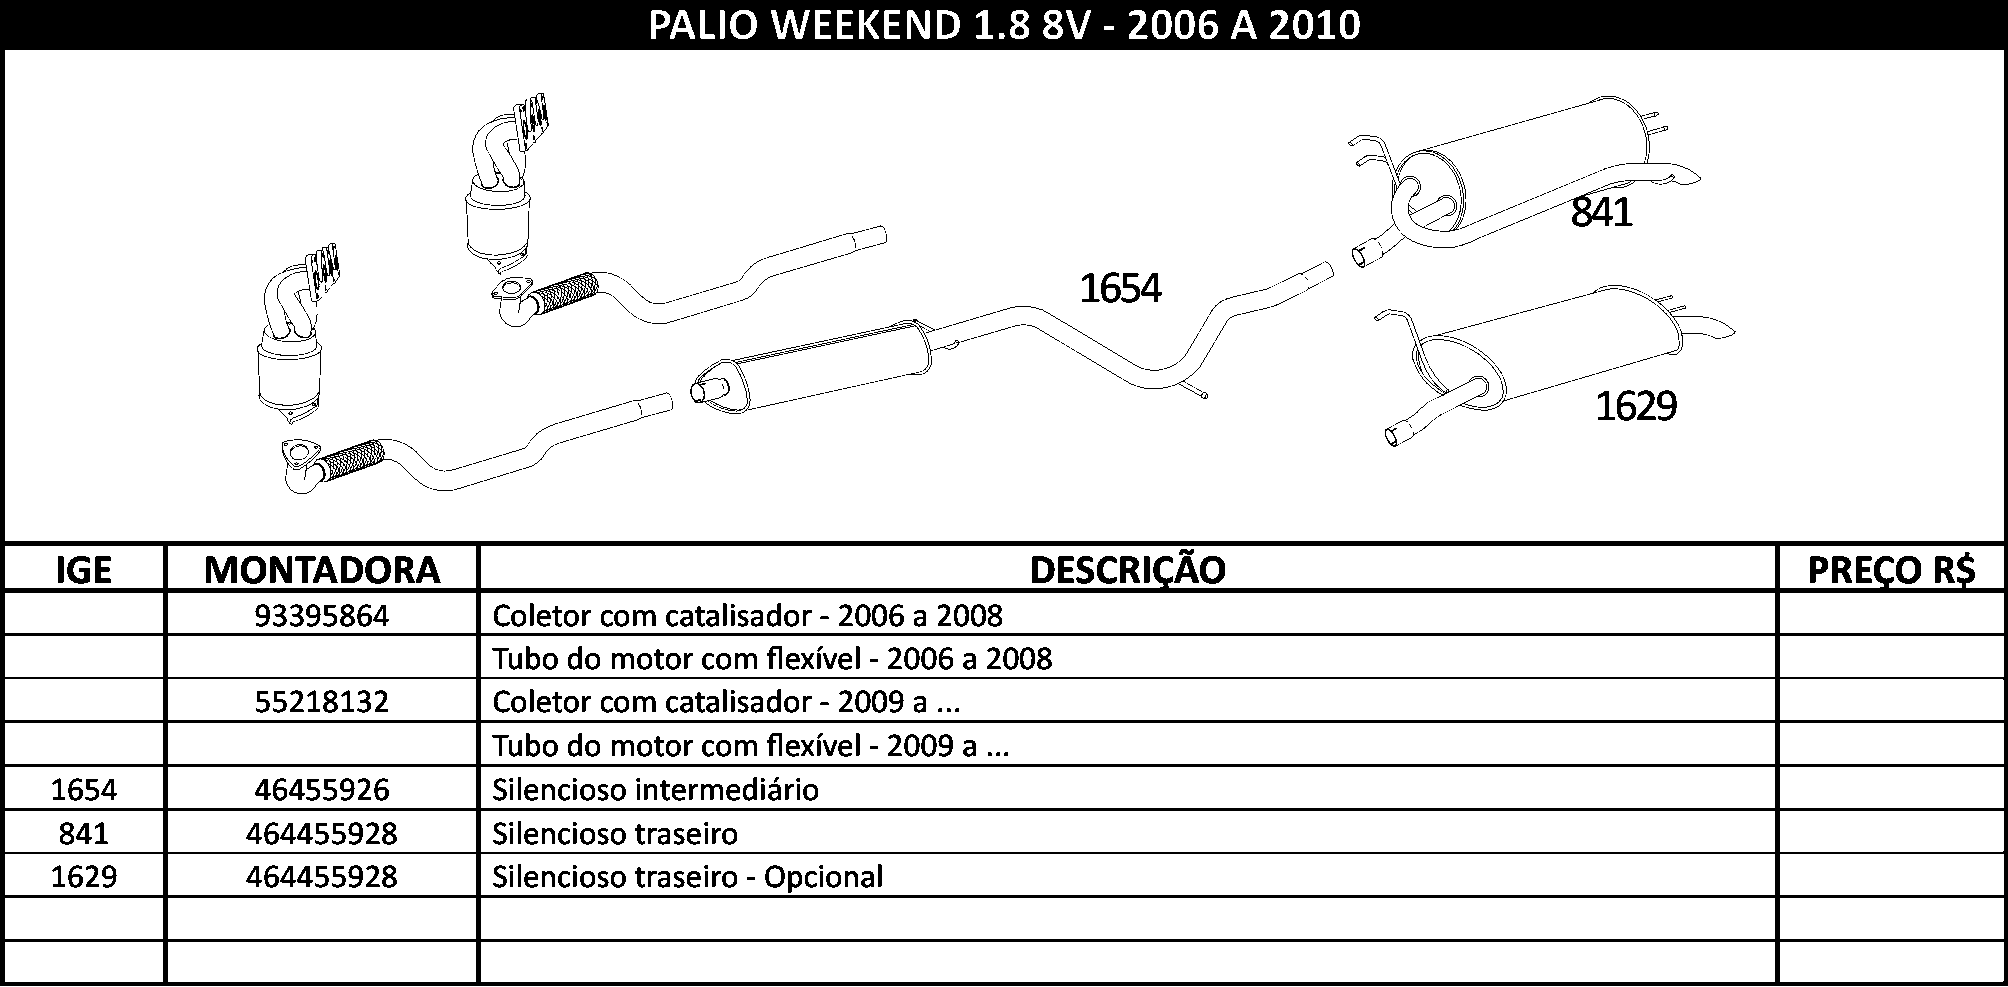 PALIO WEEKEND 1.8 8V - 2006 A 2010
841
1654
1629
IGE MONTADORA DESCRIÇÃO PREÇO R$
93395864 Coletor com catalisador - 2006 a 2008
Tubo do motor com flexível - 2006 a 2008
55218132 Coletor com catalisador - 2009 a ...
Tubo do motor com flexível - 2009 a ...
1654 46455926 Silencioso intermediário
841 464455928 Silencioso traseiro
1629 464455928 Silencioso traseiro - Opcional